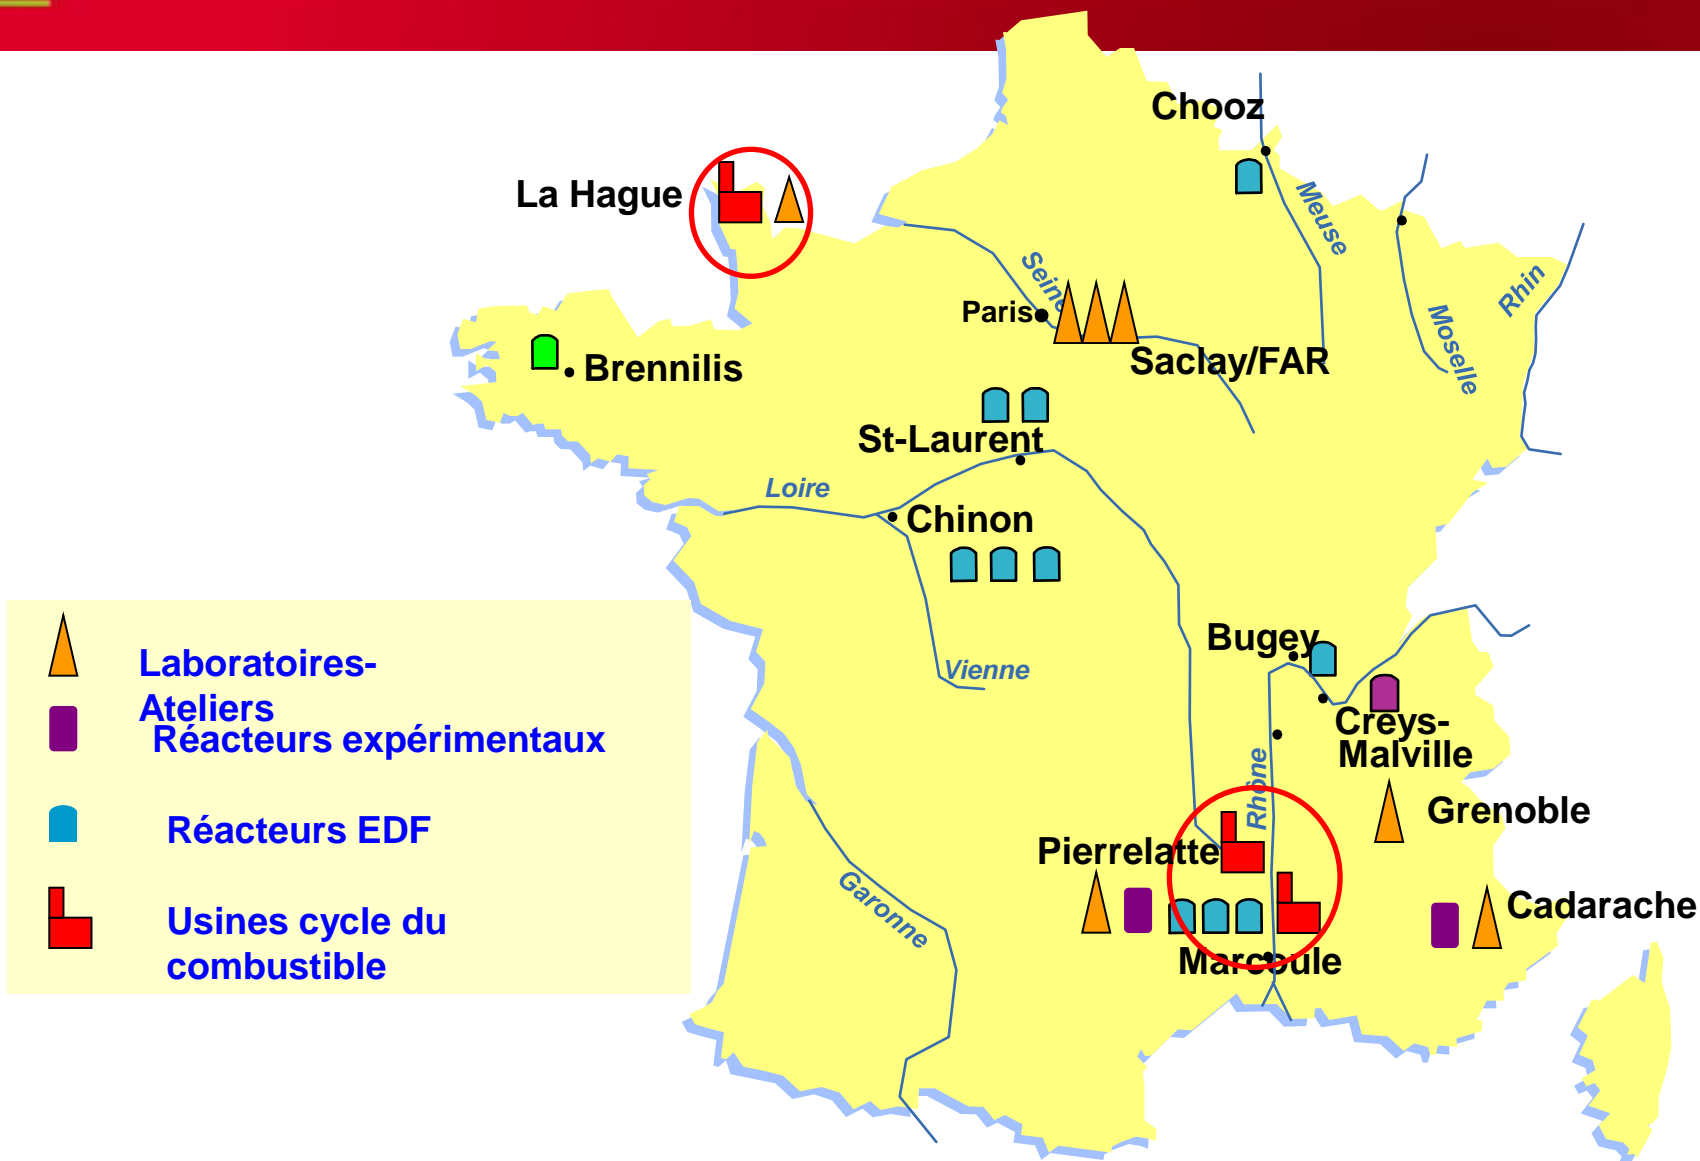 Chooz
La Hague
Meuse
Seine
Rhin
Paris
Moselle
Saclay/FAR
Brennilis
St-Laurent
Loire
Chinon
Bugey
Vienne
Creys-
Malville
Rhône
Grenoble
Pierrelatte
Garonne
Cadarache
Marcoule
Laboratoires-
Ateliers
Réacteurs expérimentaux
Réacteurs EDF
Usines cycle du
combustible